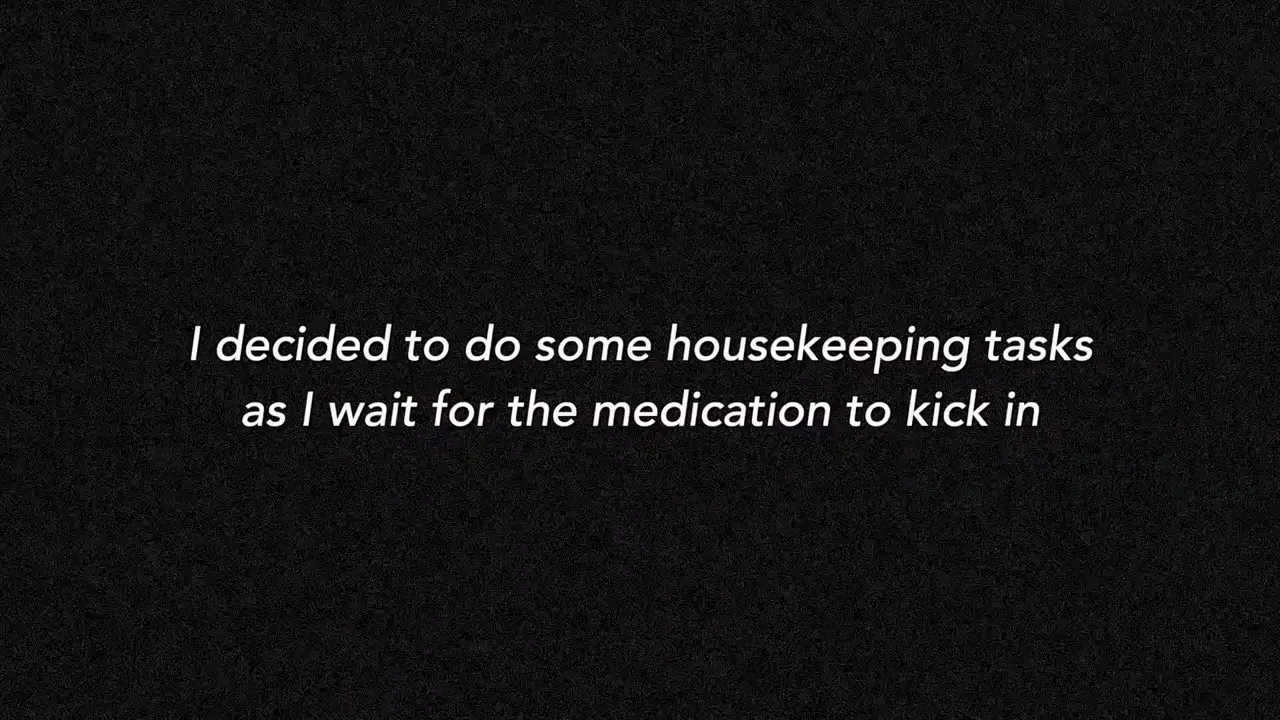 I decided to do some housekeeping tasks
as I wait for the medication to kick in